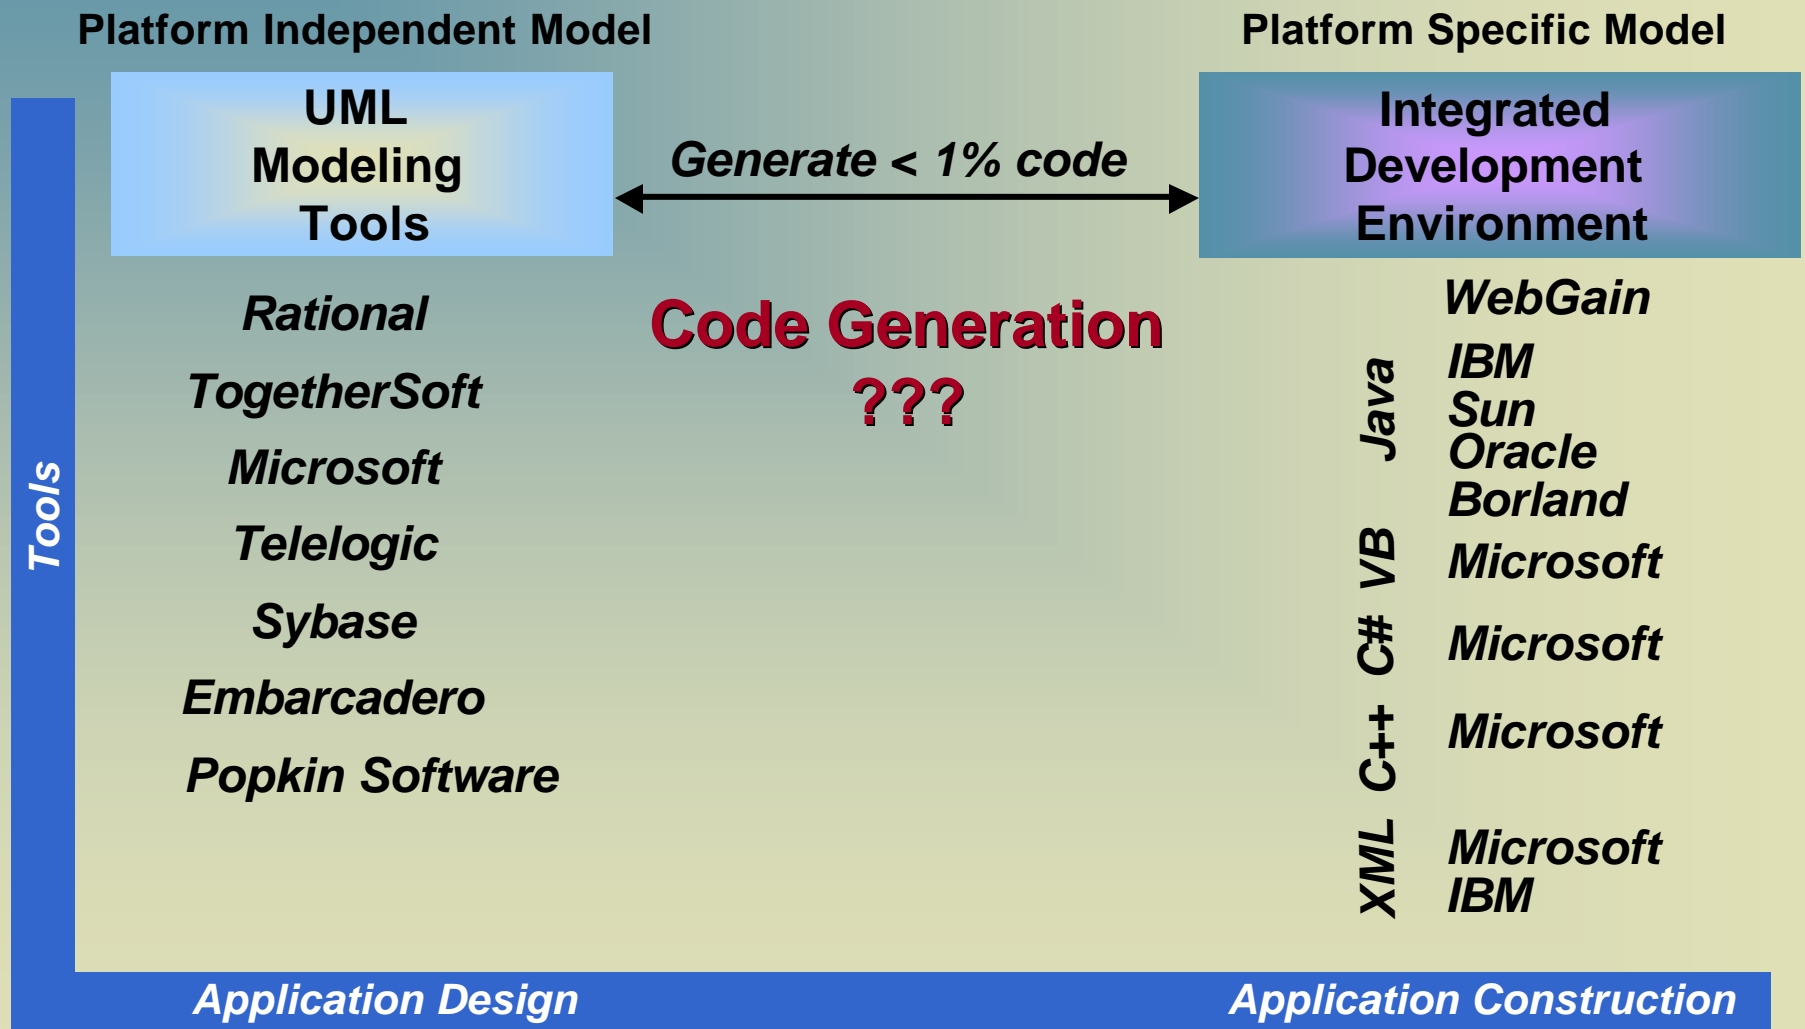 Platform Independent Model
Platform Specific Model
UML
Modeling
Tools
Generate < 1% code
Integrated
Development
Environment
Code Generation
???
Tools
Rational
TogetherSoft
Microsoft
Telelogic
Sybase
Embarcadero
Popkin Software
WebGain
Java
IBM
Sun
Oracle
Borland
VB
Microsoft
C#
Microsoft
C++
Microsoft
XML
Microsoft
IBM
Application Design
Application Construction